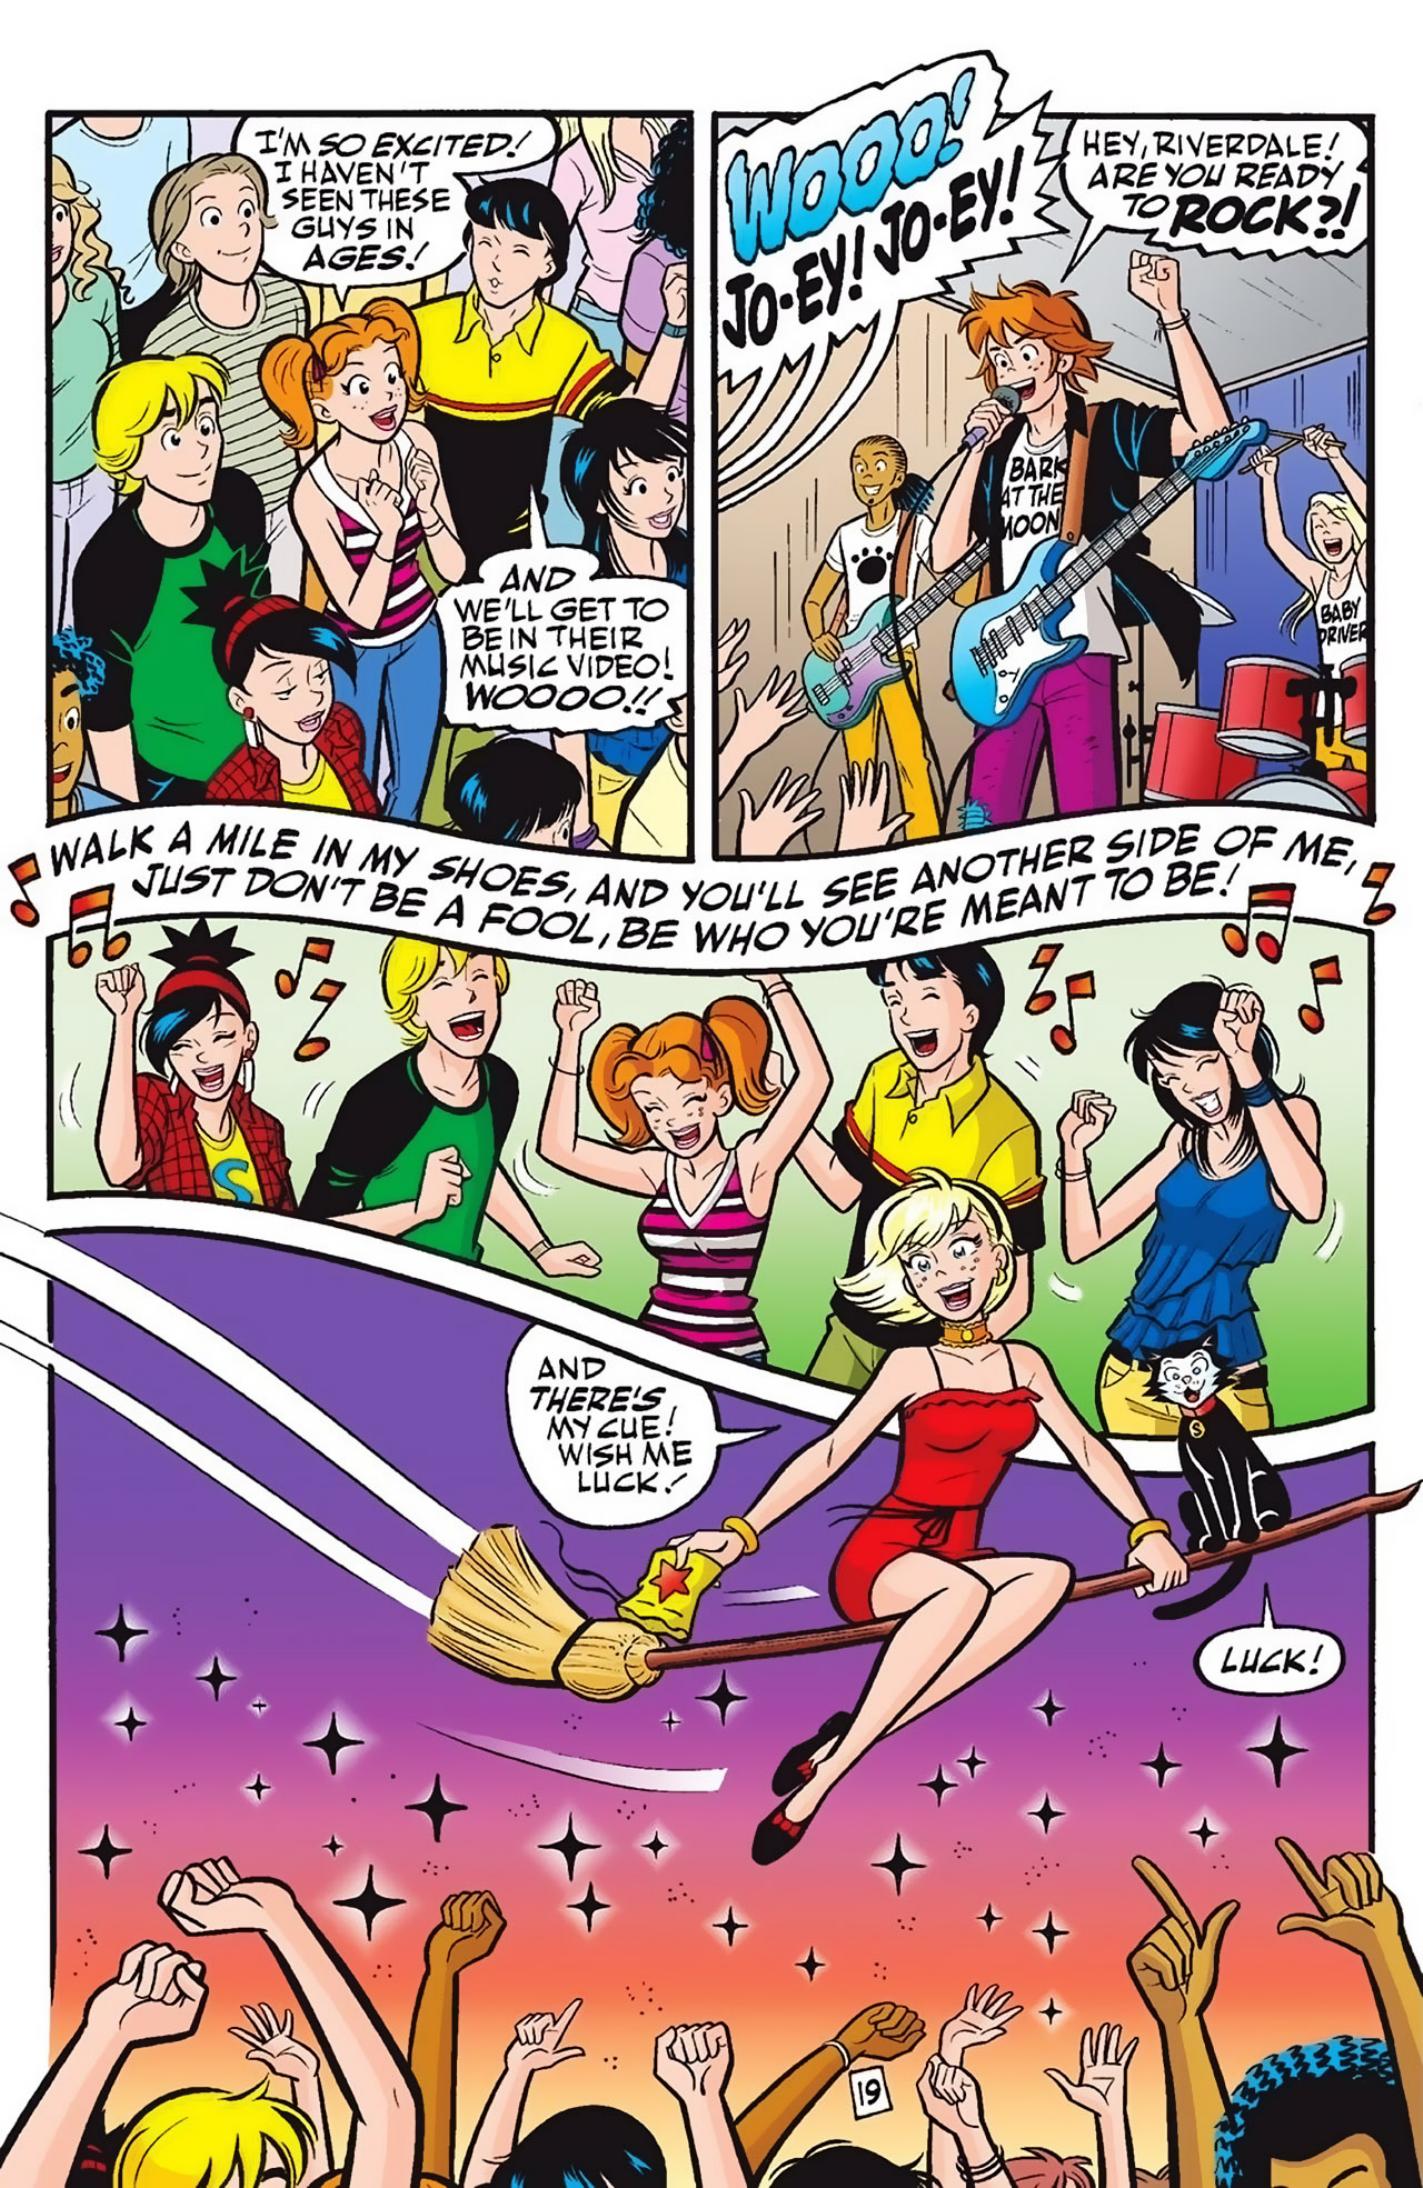 I'M SO EXCITED!
I HAVEN'T
SEEN THESE
GUYS IN
AGES!
AND
WE'LL GET TO
BE IN THEIR
MUSIC VIDEO!
WOOOO!!
WOOO!
JO-EY! JO-EY!
HEY, RIVERDALE!
ARE YOU READY
TO ROCK?!
BARK
AT THE
MOON
BABY
DRIVER
WALK A MILE IN MY SHOES, AND YOU'LL SEE ANOTHER SIDE OF ME,
JUST DON'T BE A FOOL, BE WHO YOU'RE MEANT TO BE!
S
AND
THERE'S
MY CUE!
WISH ME
LUCK!
S
LUCK!
19